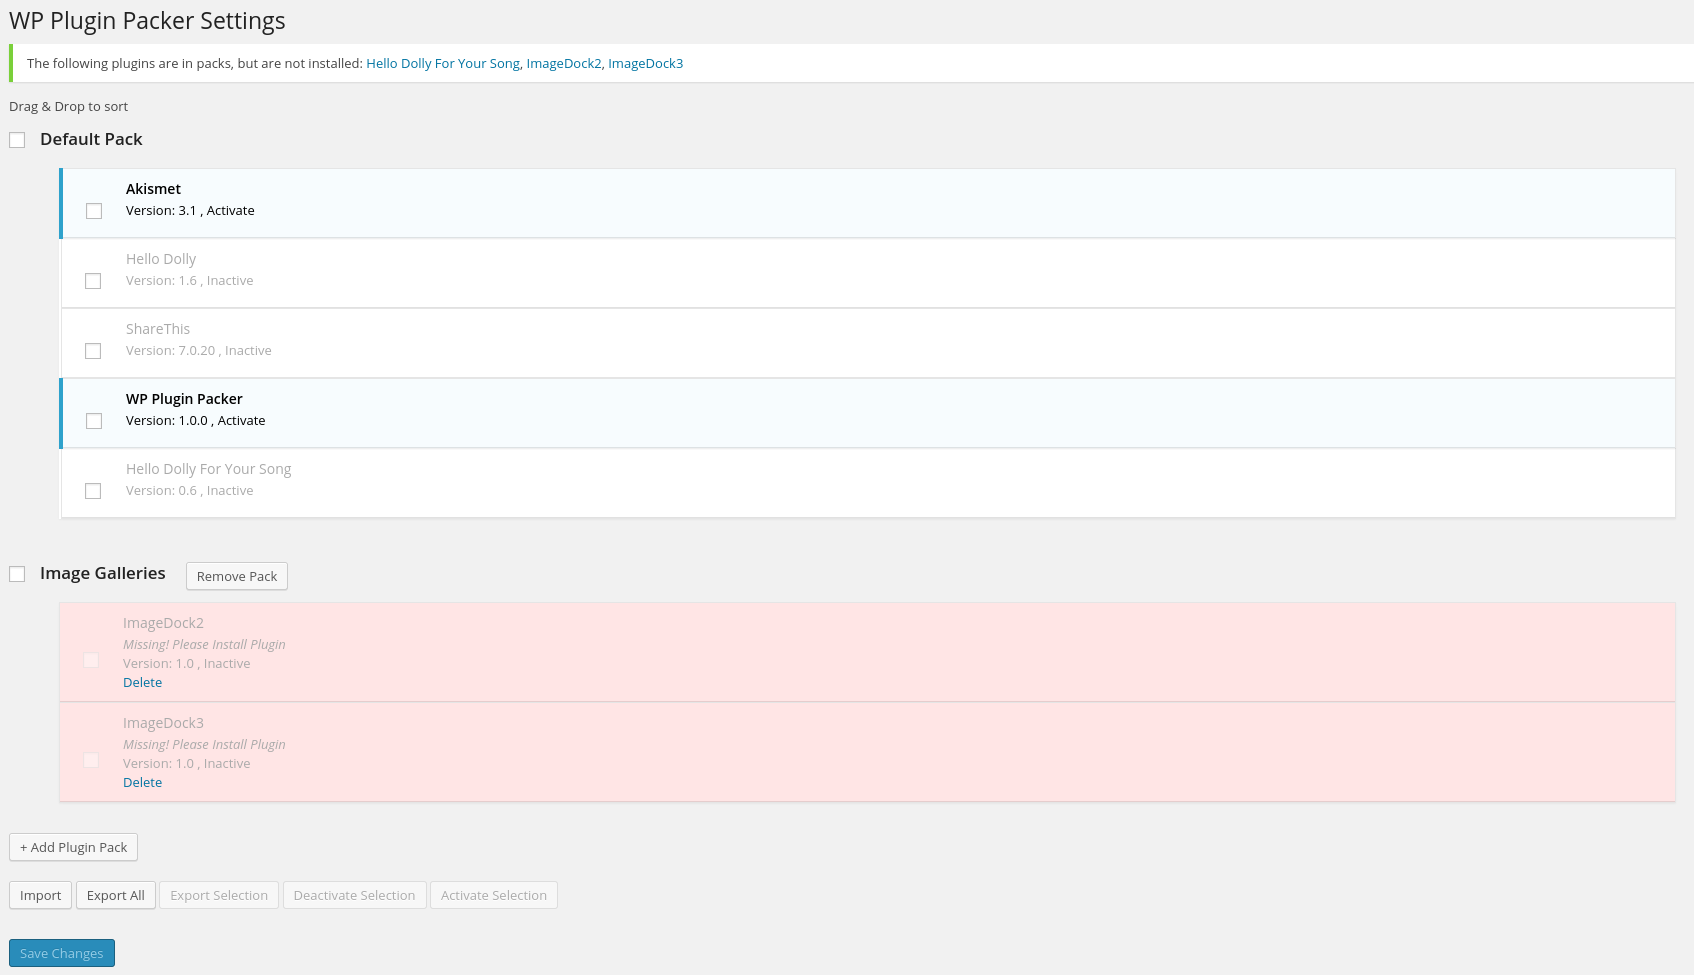 WP Plugin Packer Settings
The following plugins are in packs, but are not installed: Hello Dolly For Your Song, ImageDock2, ImageDock3
Drag & Drop to sort
Default Pack
Akismet
Version: 3.1 , Activate
Hello Dolly
Version: 1.6 , Inactive
ShareThis
Version: 7.0.20 , Inactive
WP Plugin Packer
Version: 1.0.0 , Activate
Hello Dolly For Your Song
Version: 0.6 , Inactive
Image Galleries Remove Pack
ImageDock2
Missing! Please Install Plugin
Version: 1.0 , Inactive
Delete
ImageDock3
Missing! Please Install Plugin
Version: 1.0 , Inactive
Delete
+ Add Plugin Pack
Import Export All Export Selection Deactivate Selection Activate Selection
Save Changes